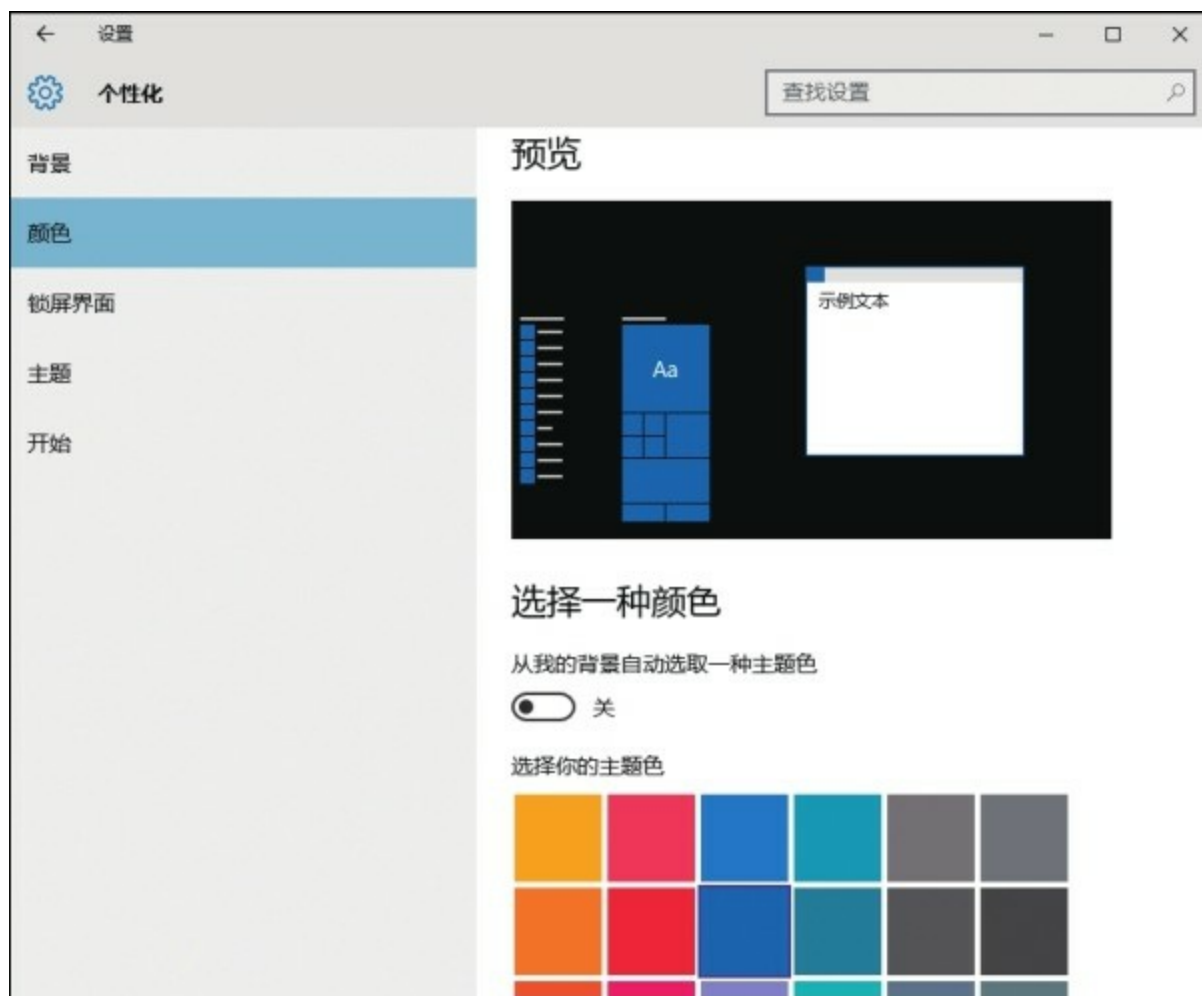 设置
个性化
查找设置
背景
颜色
锁屏界面
主题
开始
预览
示例文本
Aa
选择一种颜色
从我的背景自动选取一种主题色
关
选择你的主题色